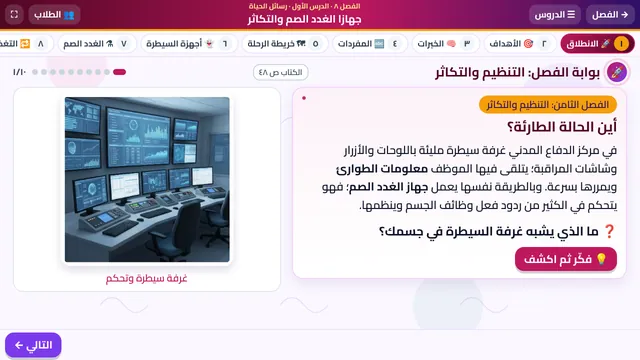 → الفصل
☰ الدروس
الفصل ٨ · الدرس الأول · رسائل الحياة
جهازا الغدد الصم والتكاثر
👥 الطلاب
١ 🚀 الانطلاق
٢ 🎯 الأهداف
٣ 🧠 الخبرات
٤ 🔤 المفردات
٥ 🗺 خريطة الرحلة
٦ 👻 أجهزة السيطرة
٧ ⚗ الغدد الصم
٨ 🔁 التغذ
🚀 بوابة الفصل: التنظيم والتكاثر
الكتاب ص ٤٨
١/١٠
الفصل الثامن: التنظيم والتكاثر
أين الحالة الطارئة؟
في مركز الدفاع المدني غرفة سيطرة مليئة باللوحات والأزرار
وشاشات المراقبة؛ يتلقى فيها الموظف معلومات الطوارئ
ويمررها بسرعة. وبالطريقة نفسها يعمل جهاز الغدد الصم؛ فهو
يتحكم في الكثير من ردود فعل وظائف الجسم وينظمها.
❓ ما الذي يشبه غرفة السيطرة في جسمك؟
💡 فكّر ثم اكشف
غرفة سيطرة وتحكم
التالي ←